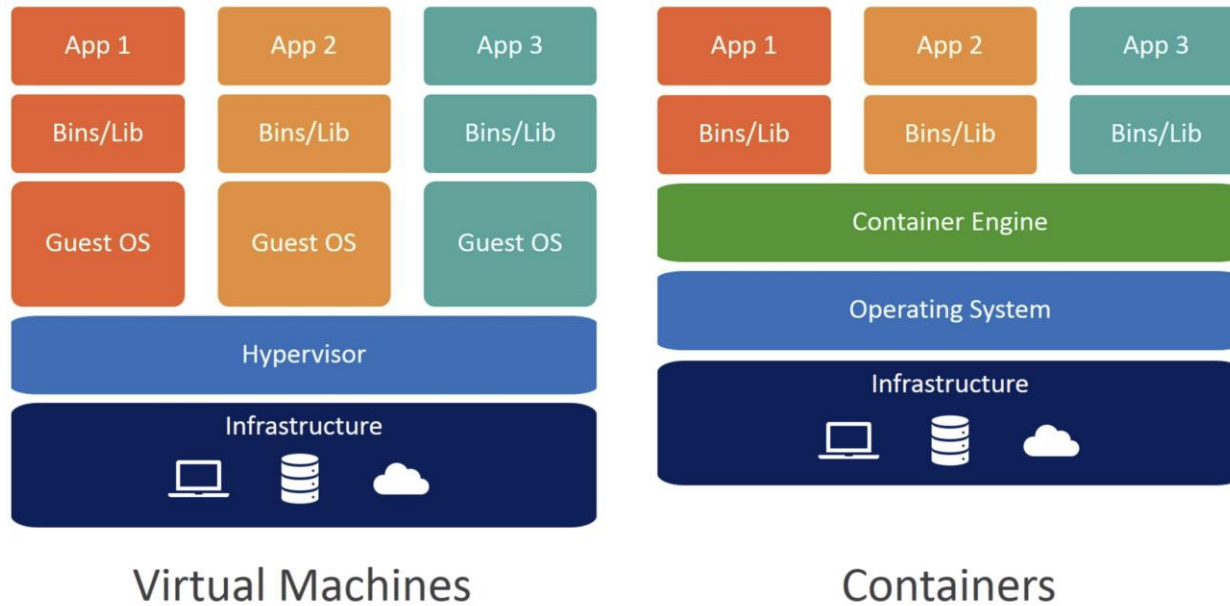 App 1
App 2
App 3
Bins/Lib
Bins/Lib
Bins/Lib
Guest OS
Guest OS
Guest OS
Hypervisor
Infrastructure
Virtual Machines
App 1
App 2
App 3
Bins/Lib
Bins/Lib
Bins/Lib
Container Engine
Operating System
Infrastructure
Containers